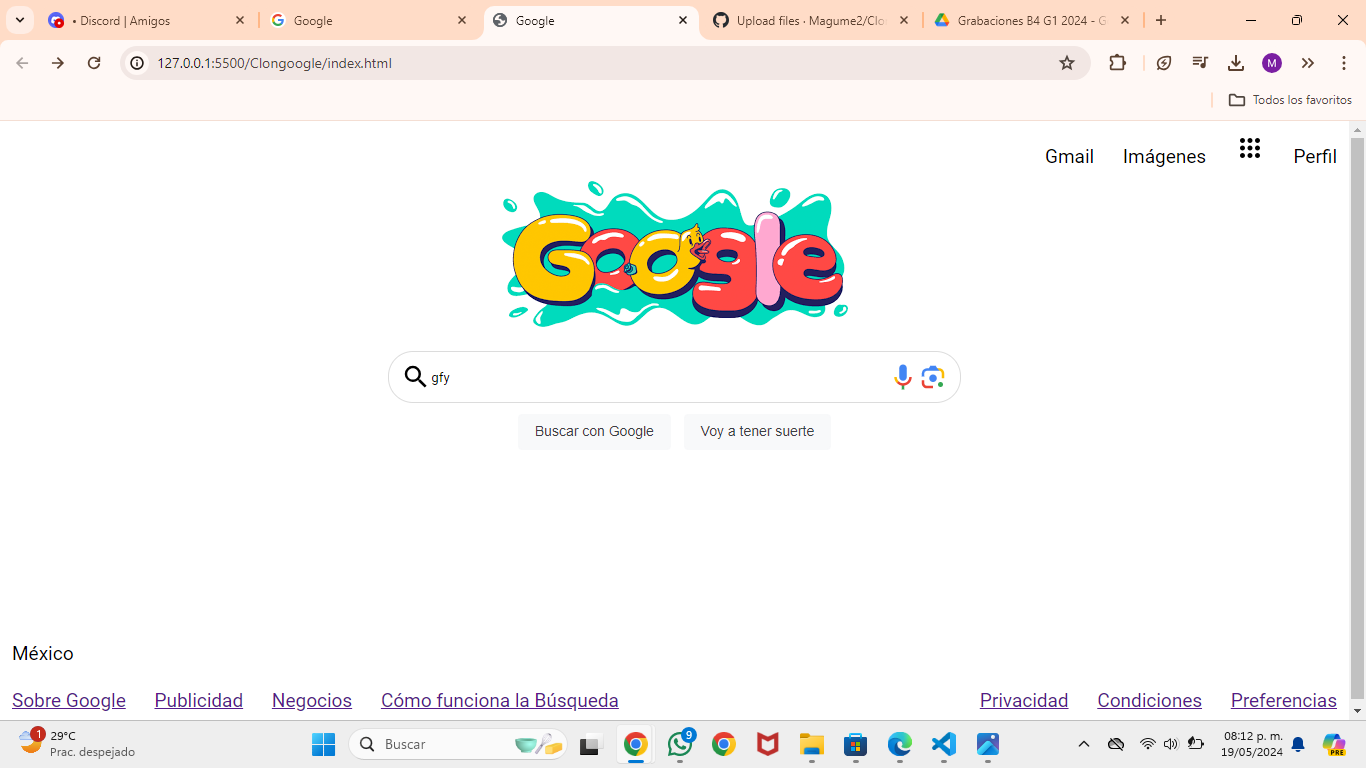 • Discord | Amigos
Google
Google
Upload files · Magume2/Clo
Grabaciones B4 G1 2024 - G
127.0.0.1:5500/Clongoogle/index.html
M
Todos los favoritos
Gmail
Imágenes
Perfil
Google
gfy
Buscar con Google
Voy a tener suerte
México
Sobre Google
Publicidad
Negocios
Cómo funciona la Búsqueda
Privacidad
Condiciones
Preferencias
1
29°C
Prac. despejado
Buscar
9
08:12 p. m.
19/05/2024
PRE